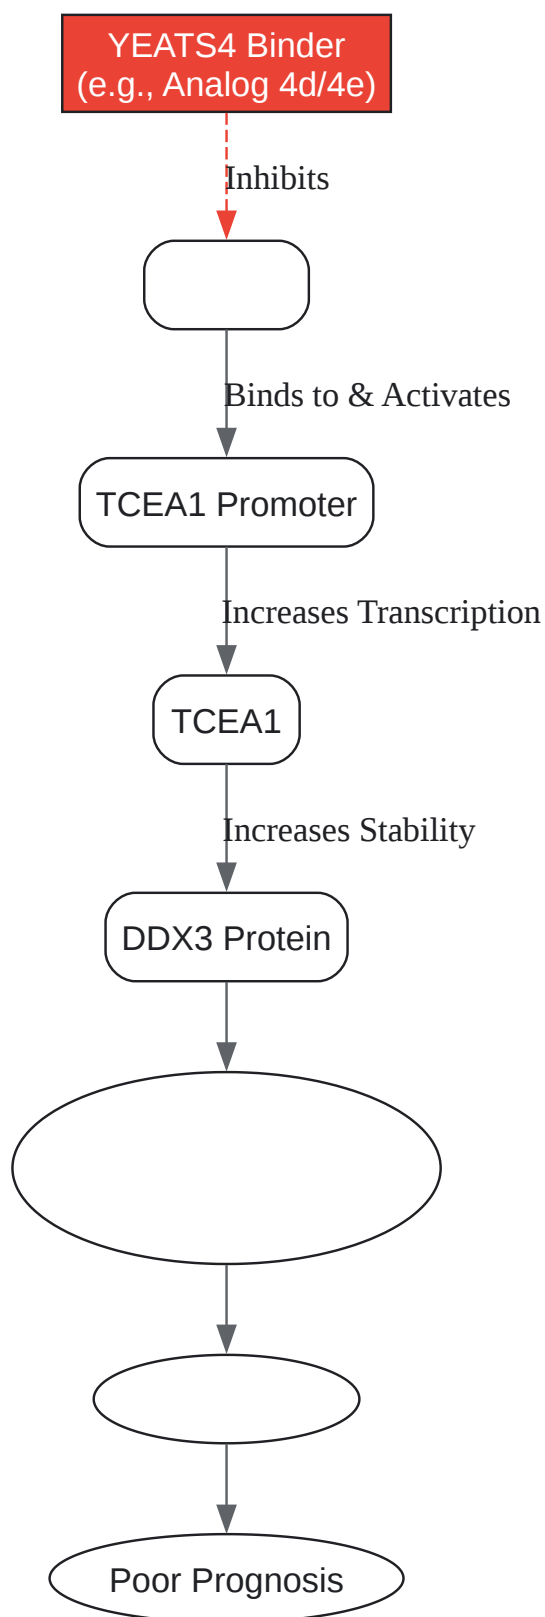 YEATS4 Binder
(e.g., Analog 4d/4e)
Inhibits
Binds to & Activates
TCEA1 Promoter
Increases Transcription
TCEA1
Increases Stability
DDX3 Protein
Poor Prognosis